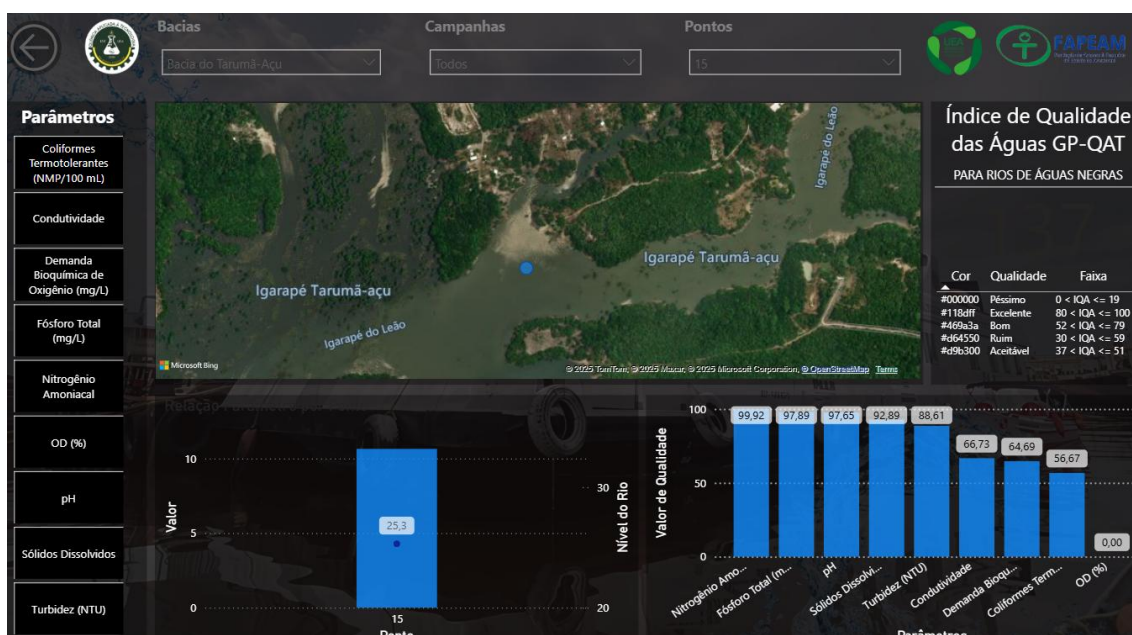 Bacias
Campanhas
Pontos
Bacia do Tarumã-Açu
Todos
15
UEA
FAPEAM
Parâmetros
Coliformes
Termotolerantes
(NMP/100 mL)
Condutividade
Demanda
Bioquímica de
Oxigênio (mg/L)
Fósforo Total
(mg/L)
Nitrogênio
Amoniacal
OD (%)
pH
Sólidos Dissolvidos
Turbidez (NTU)
Igarapé do Leão
Igarapé Tarumã-açu
Igarapé Tarumã-açu
Igarapé do Leão
Microsoft Bing
© 2025 TomTom, © 2025 Maxar, © 2025 Microsoft Corporation, © OpenStreetMap Terms
Índice de Qualidade
das Águas GP-QAT
PARA RIOS DE ÁGUAS NEGRAS
Cor Qualidade Faixa
#000000 Péssimo 0 < IQA <= 19
#118dff Excelente 80 < IQA <= 100
#469a3a Bom 52 < IQA <= 79
#d64550 Ruim 30 < IQA <= 59
#d9b300 Aceitável 37 < IQA <= 51
Valor
10
5
0
25,3
30
20
Nível do Rio
15
Ponto
Valor de Qualidade
100
50
0
99,92
97,89
97,65
92,89
88,61
66,73
64,69
56,67
0,00
Nitrogênio Amo...
Fósforo Total (m...
pH
Sólidos Dissolvi...
Turbidez (NTU)
Condutividade
Demanda Bioqu...
Coliformes Term...
OD (%)
Parâmetros